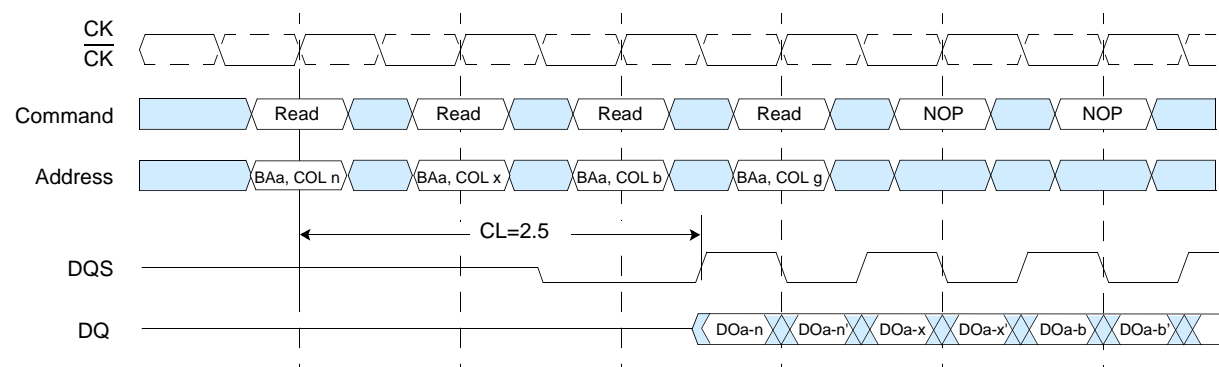 CK
CK
Command Read Read Read Read NOP NOP
Address BAa, COL n BAa, COL x BAa, COL b BAa, COL g
CL=2.5
DQS
DQ DOa-n DOa-n' DOa-x DOa-x' DOa-b DOa-b'